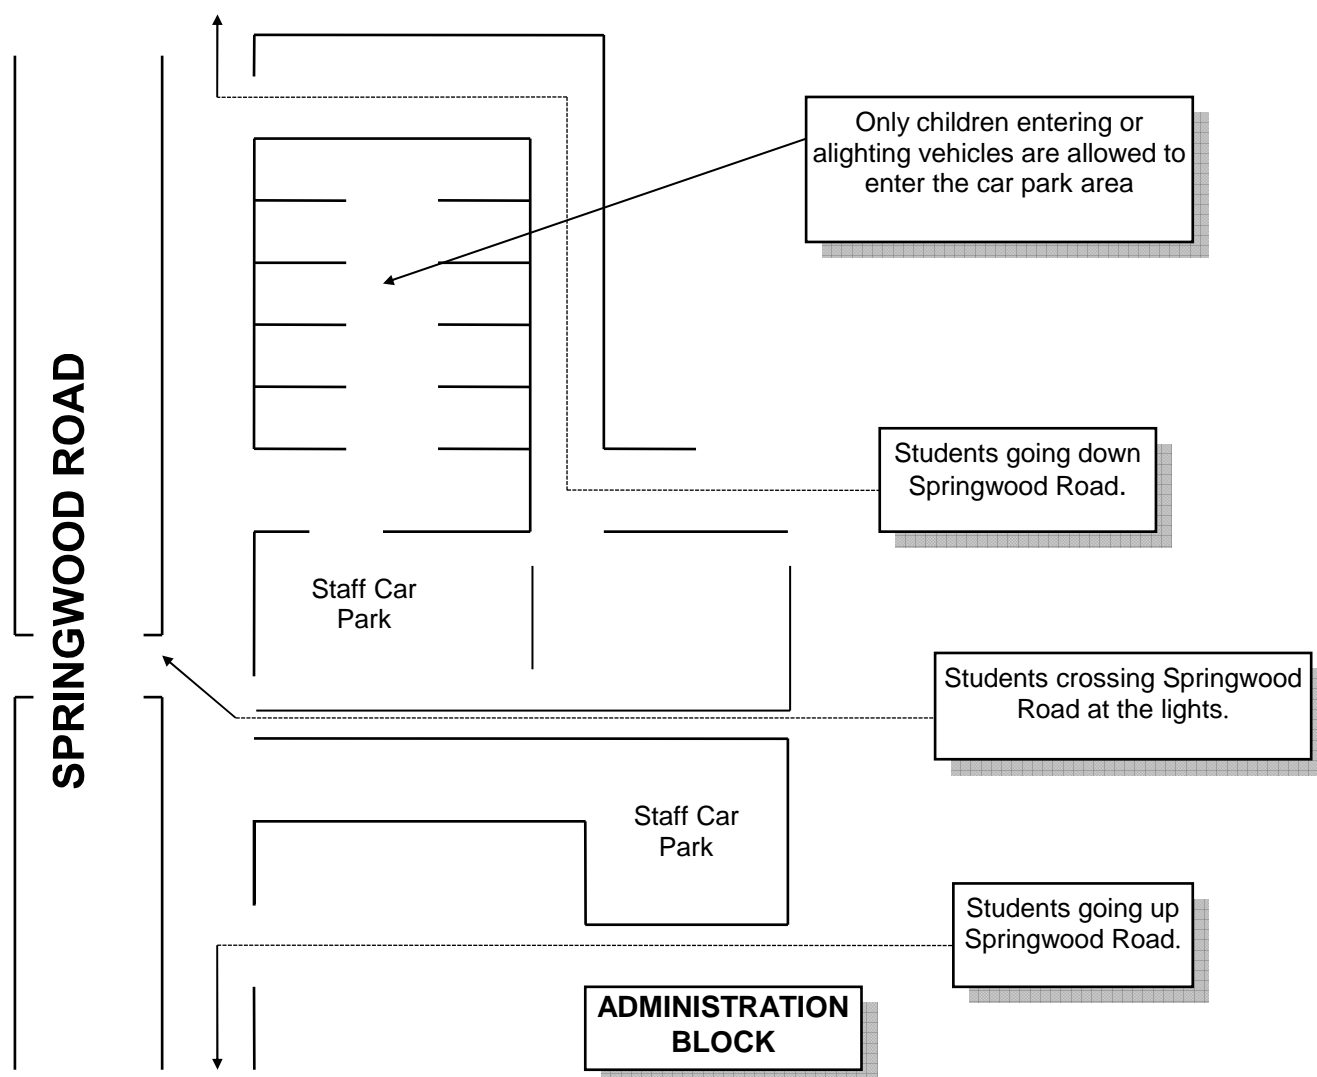 Only children entering or
alighting vehicles are allowed to
enter the car park area
SPRINGWOOD ROAD
Students going down
Springwood Road.
Staff Car
Park
Students crossing Springwood
Road at the lights.
Staff Car
Park
Students going up
Springwood Road.
ADMINISTRATION
BLOCK